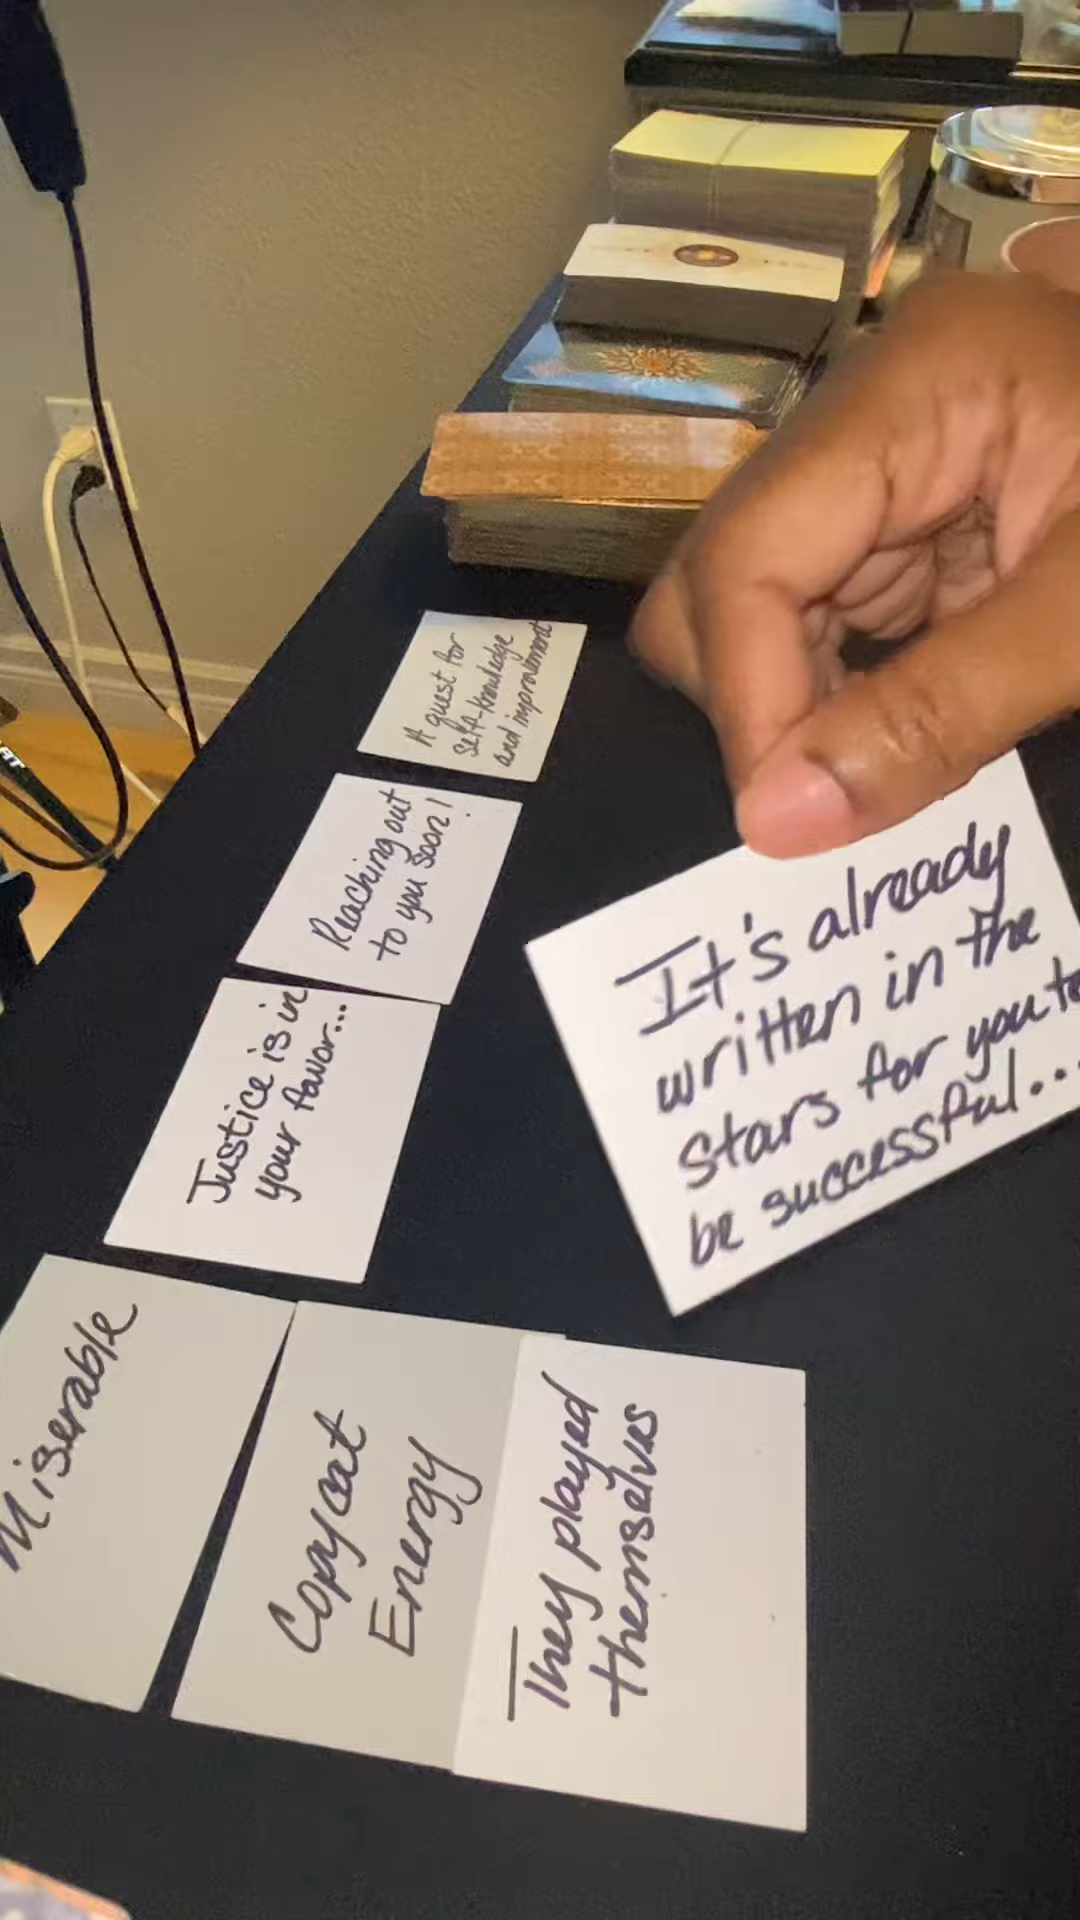 A quest for
self-knowledge
and improvement
Reaching out
to you soon!
Justice is in
your favor...
It's already
written in the
stars for you to
be successful...
Miserable
Copycat
Energy
They played
themselves